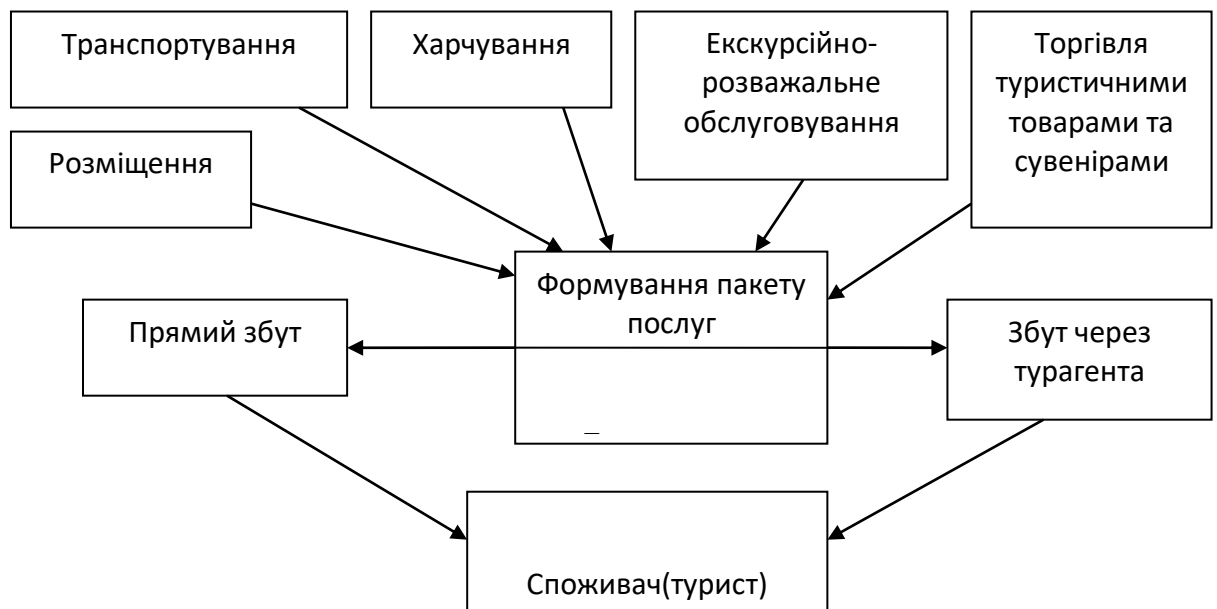 Транспортування
Харчування
Екскурсійно-
розважальне
обслуговування
Торгівля
туристичними
товарами та
сувенірами
Розміщення
Формування пакету
послуг
_
Прямий збут
Збут через
турагента
Споживач(турист)